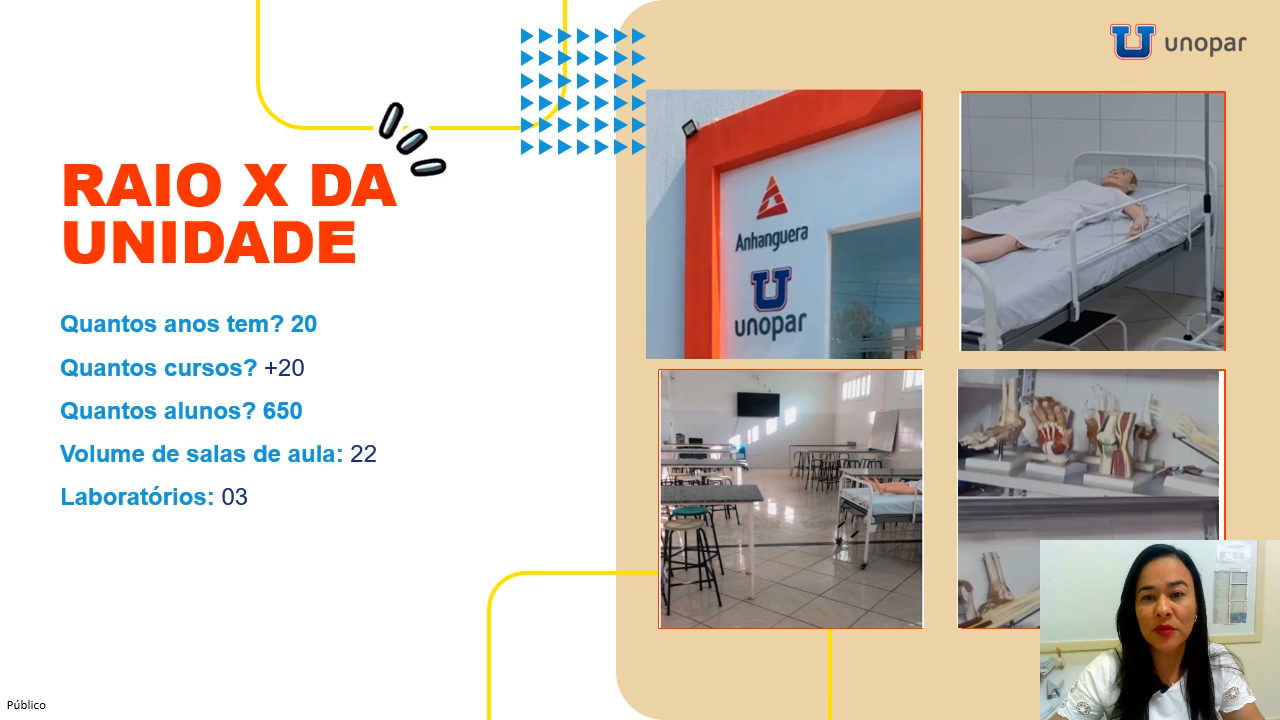 unopar
RAIO X DA
UNIDADE
Quantos anos tem? 20
Quantos cursos? +20
Quantos alunos? 650
Volume de salas de aula: 22
Laboratórios: 03
Anhanguera
unopar
Público